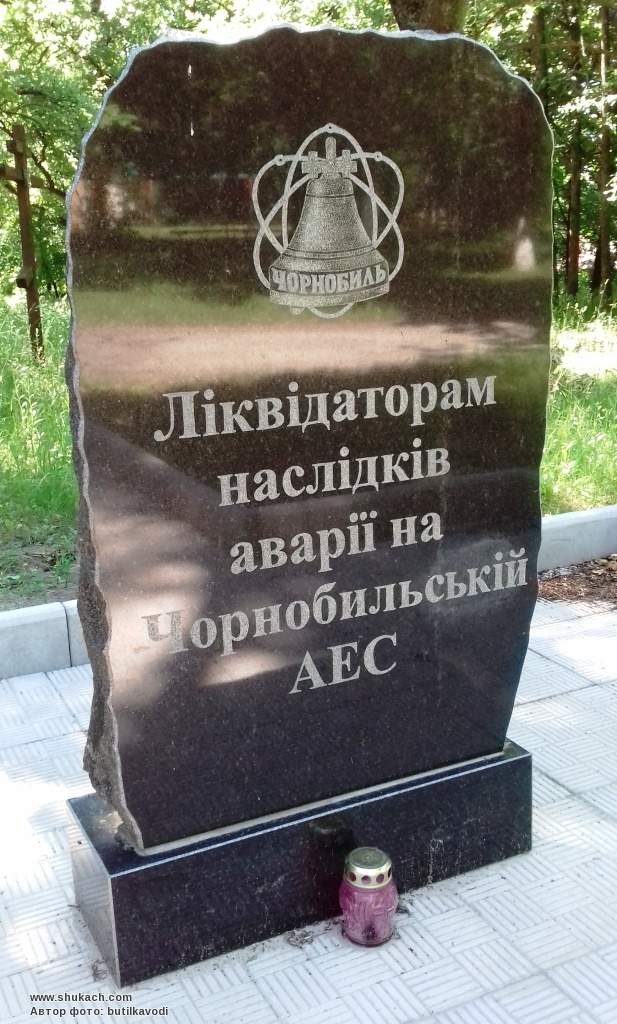 ЧОРНОБИЛЬ
Ліквідаторам
наслідків
аварії на
Чорнобильській
АЕС
www.shukach.com
Автор фото: butilkavodi